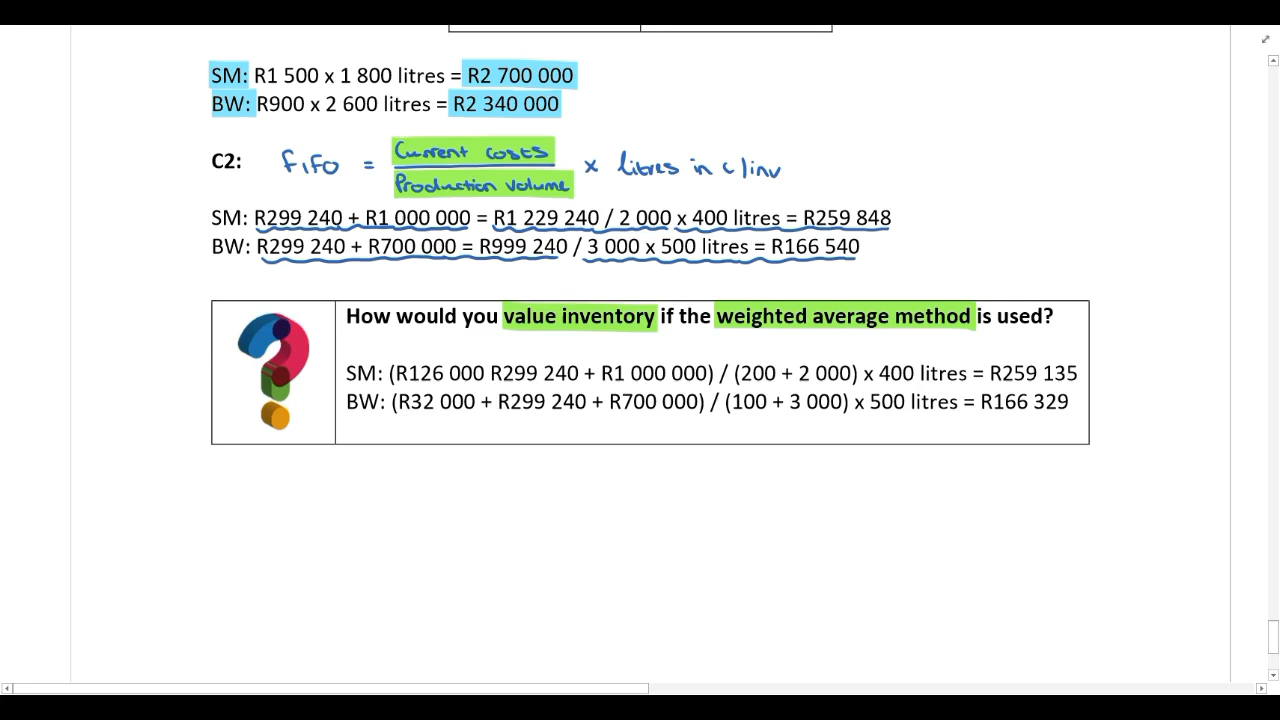 SM: R1 500 x 1 800 litres = R2 700 000
BW: R900 x 2 600 litres = R2 340 000
C2: FIFO = Current costs / Production volume x litres in c/inv
SM: R299 240 + R1 000 000 = R1 229 240 / 2 000 x 400 litres = R259 848
BW: R299 240 + R700 000 = R999 240 / 3 000 x 500 litres = R166 540
How would you value inventory if the weighted average method is used?
SM: (R126 000 R299 240 + R1 000 000) / (200 + 2 000) x 400 litres = R259 135
BW: (R32 000 + R299 240 + R700 000) / (100 + 3 000) x 500 litres = R166 329